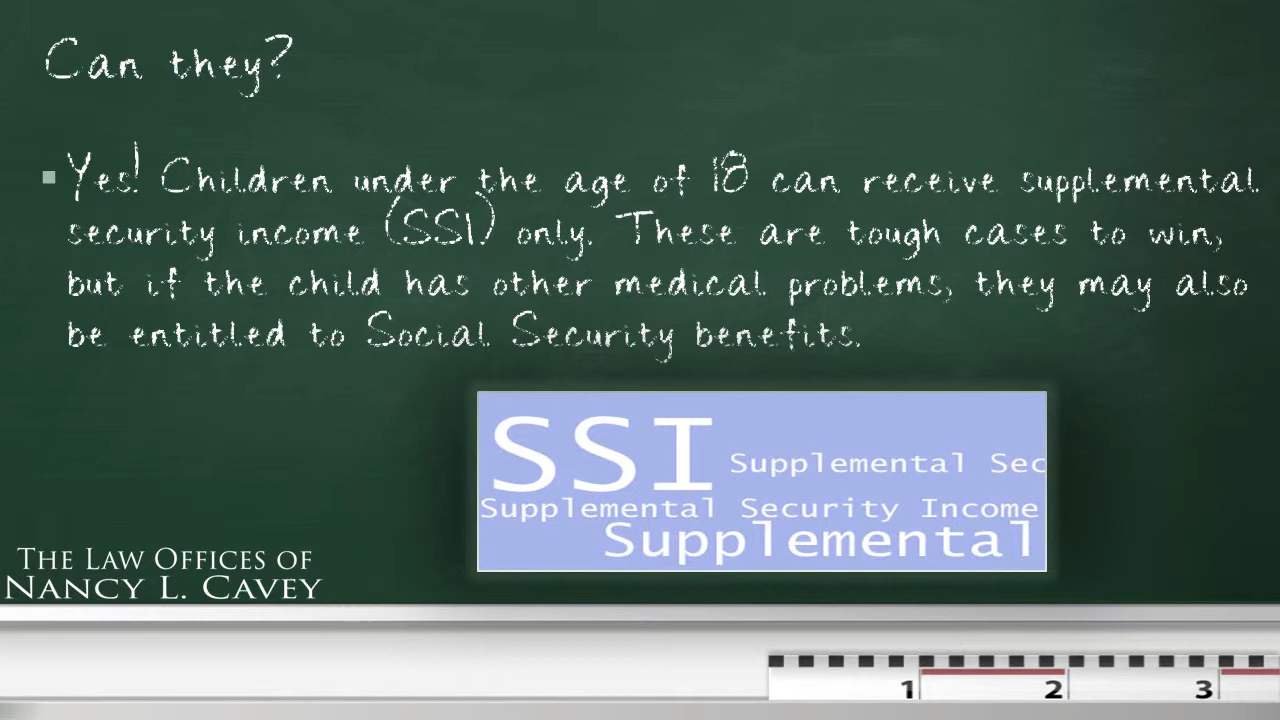 Can they?
Yes! Children under the age of 18 can receive supplemental
security income (SSI) only. These are tough cases to win,
but if the child has other medical problems, they may also
be entitled to Social Security benefits.
SSI Supplemental Sec
Supplemental Security Income
Supplemental
THE LAW OFFICES OF
NANCY L. CAVEY
1 2 3